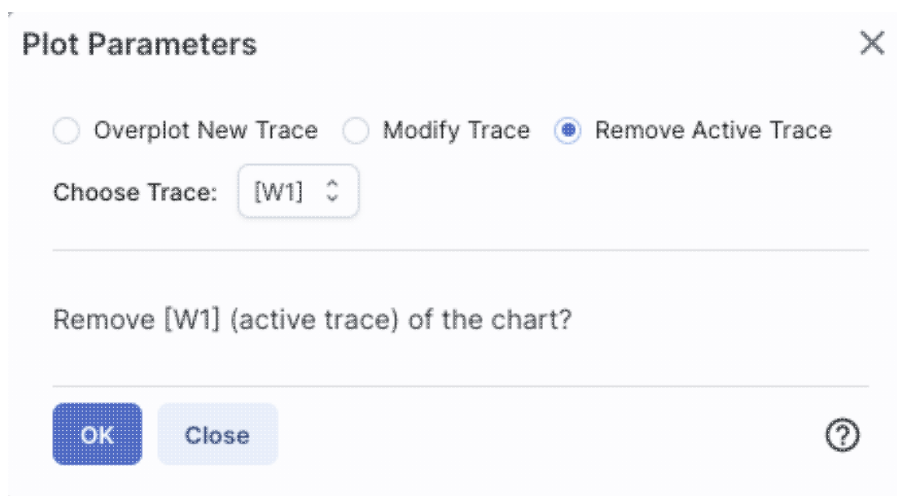 Plot Parameters
Overplot New Trace Modify Trace Remove Active Trace
Choose Trace: [W1]
Remove [W1] (active trace) of the chart?
OK Close ?